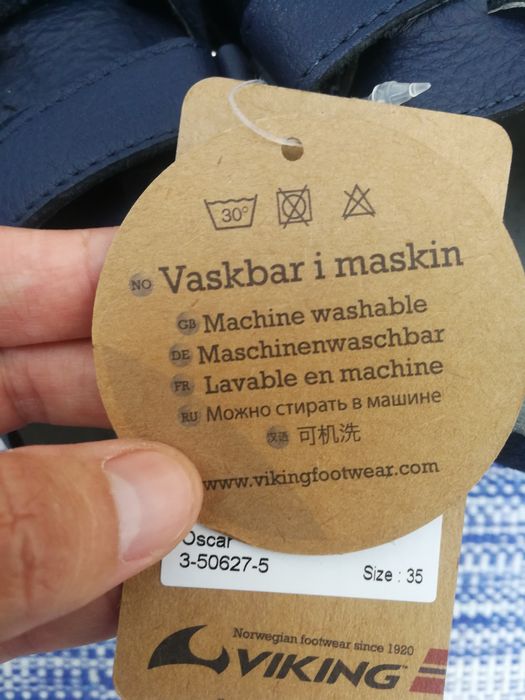 30°
NO Vaskbar i maskin
GB Machine washable
DE Maschinenwaschbar
FR Lavable en machine
RU Можно стирать в машине
汉语 可机洗
www.vikingfootwear.com
Oscar
3-50627-5 Size : 35
Norwegian footwear since 1920
VIKING